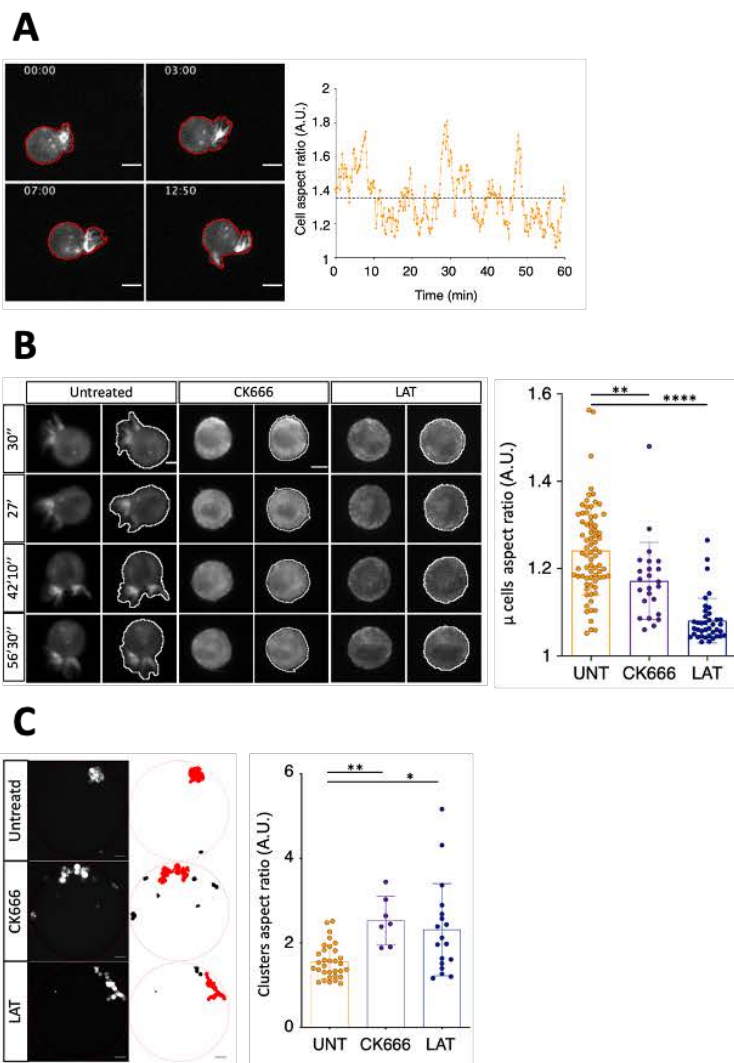 A
00:00
03:00
07:00
12:50
2
1.8
1.6
1.4
1.2
1
Cell aspect ratio (A.U.)
0 10 20 30 40 50 60
Time (min)
B
Untreated CK666 LAT
30’’
27’
42’10’’
56’30’’
1.6
1.4
1.2
1
μ cells aspect ratio (A.U.)
** 
****
UNT CK666 LAT
C
Untreatd
CK666
LAT
6
4
2
0
Clusters aspect ratio (A.U.)
**
*
UNT CK666 LAT